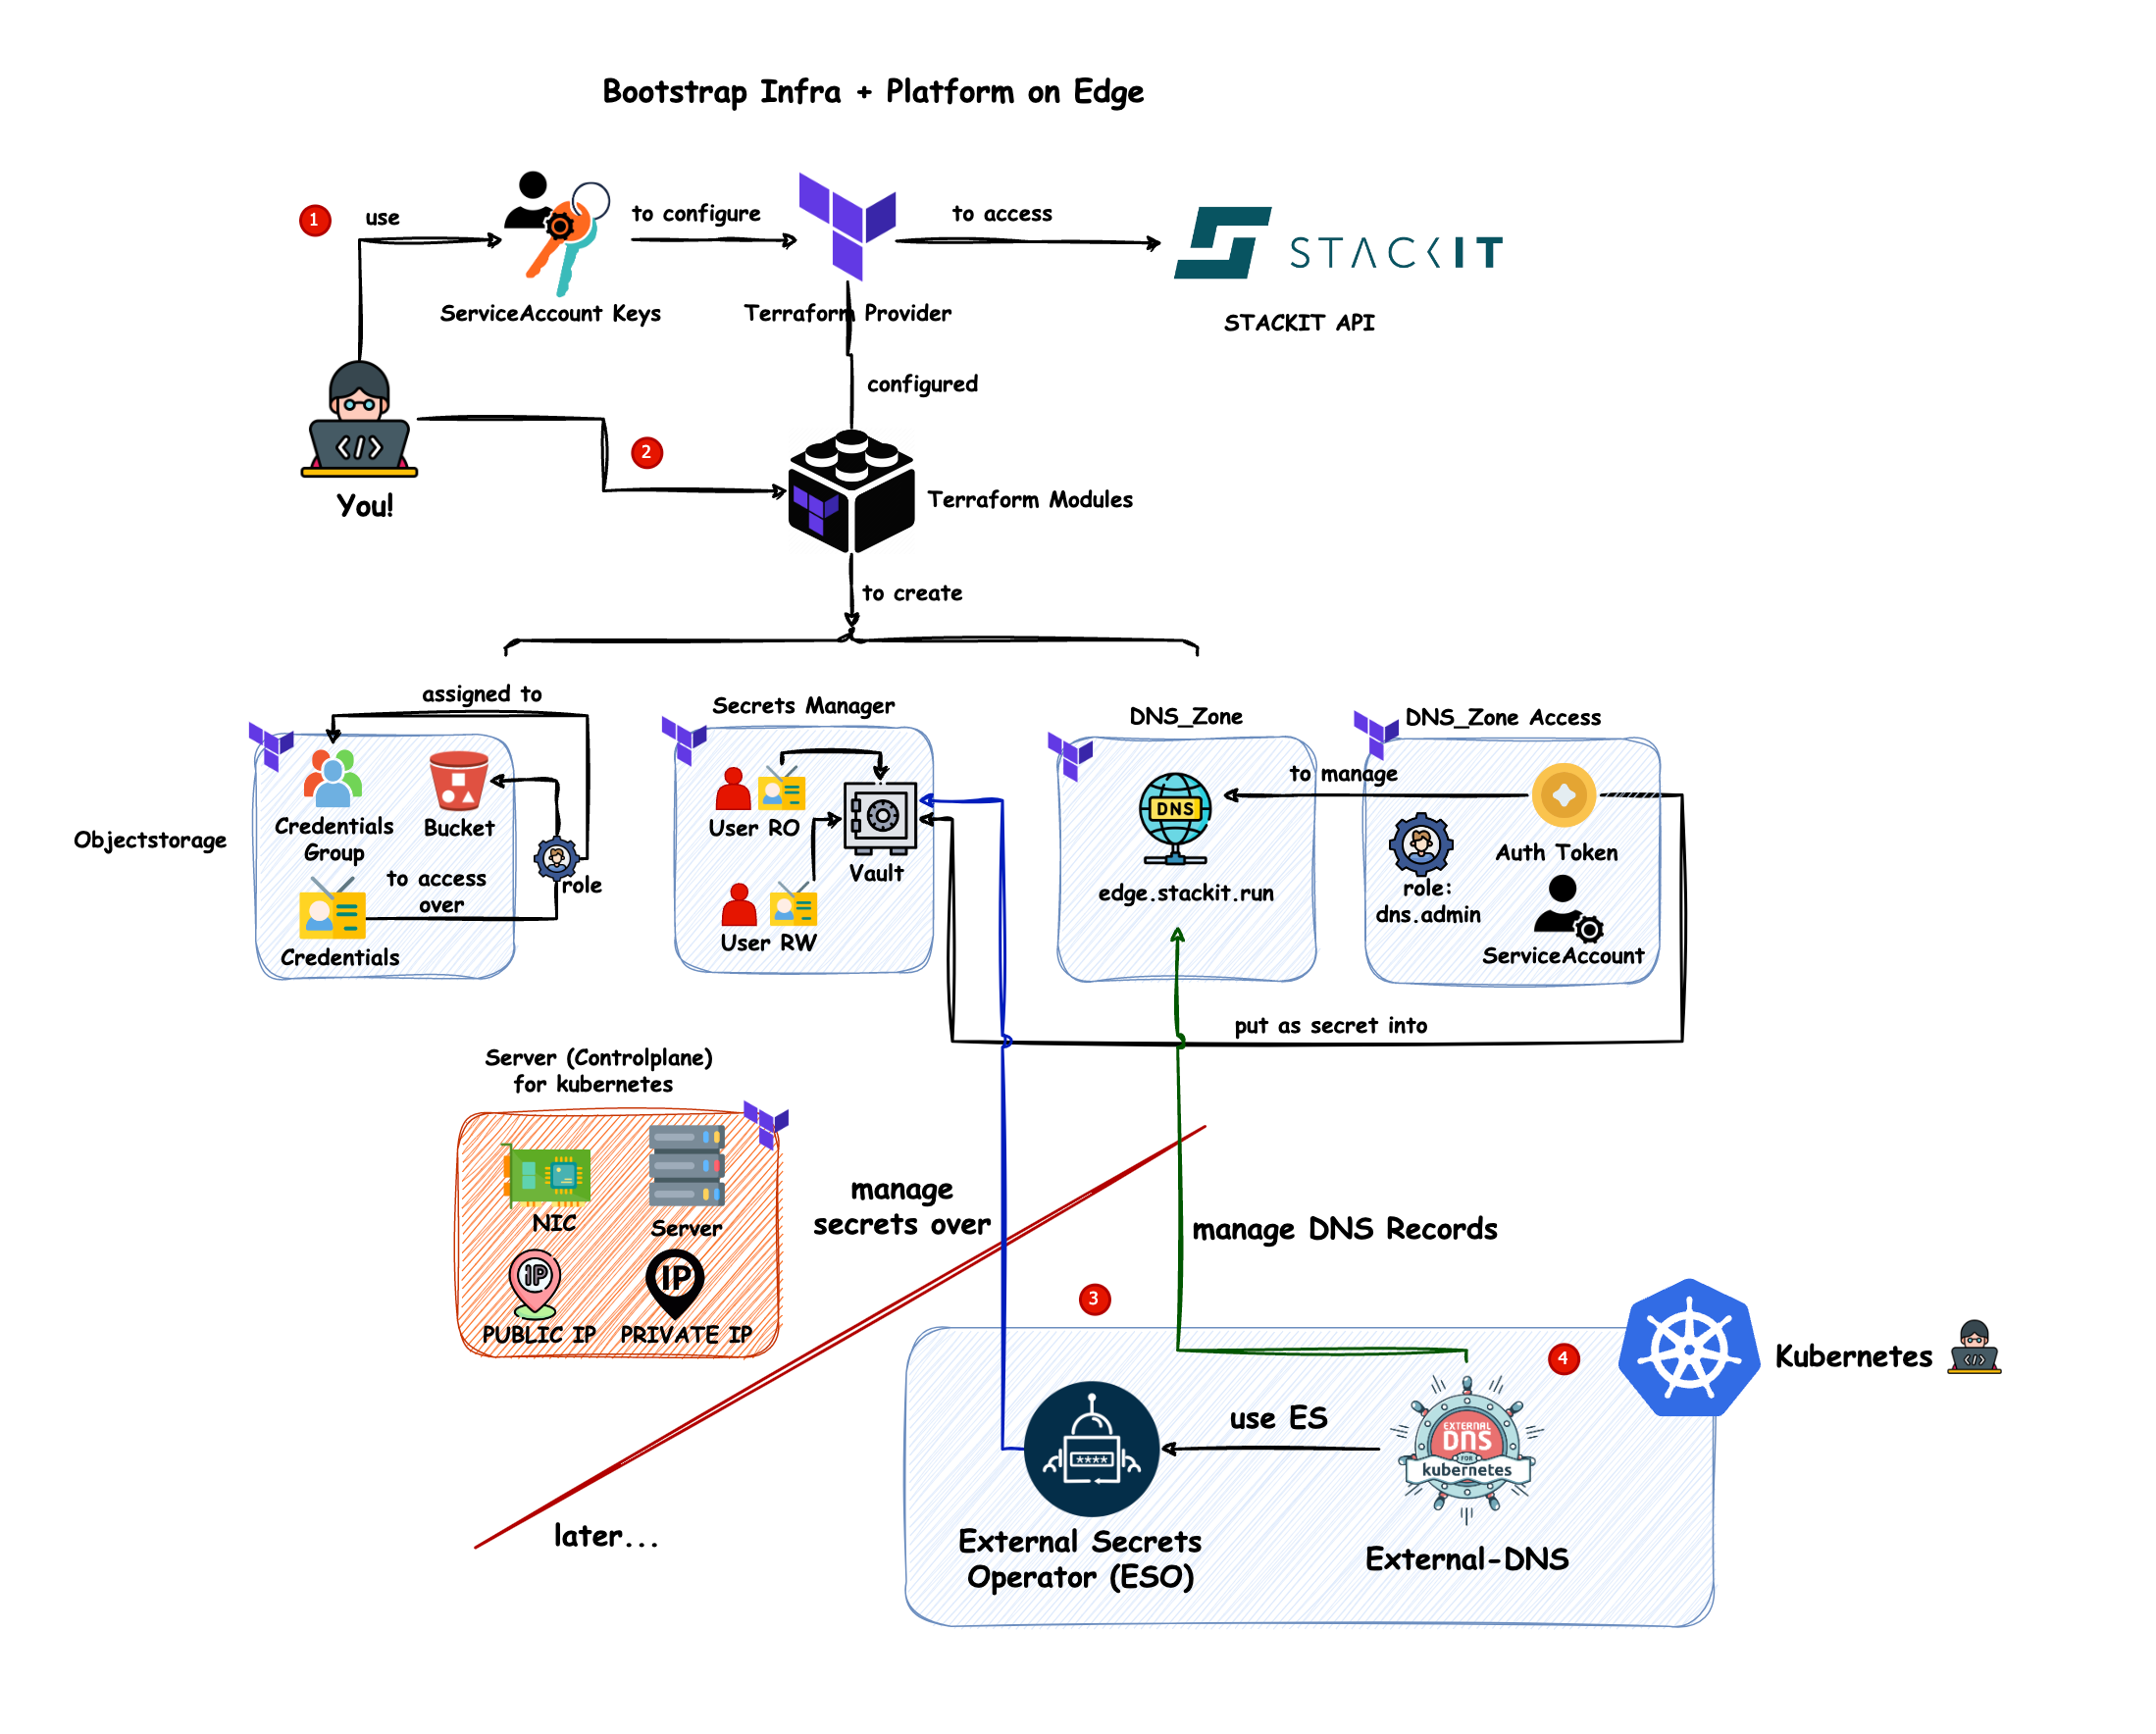 Bootstrap Infra + Platform on Edge
1
use
to configure
to access
STACKIT
ServiceAccount Keys
Terraform Provider
STACKIT API
configured
2
You!
Terraform Modules
to create
assigned to
Secrets Manager
DNS_Zone
DNS_Zone Access
to manage
DNS
Objectstorage
Credentials
Group
Bucket
User RO
Vault
Auth Token
to access
over
role
role:
dns.admin
edge.stackit.run
Credentials
User RW
ServiceAccount
put as secret into
Server (Controlplane)
for kubernetes
NIC
Server
manage
secrets over
manage DNS Records
IP
IP
PUBLIC IP
PRIVATE IP
3
4
Kubernetes
use ES
EXTERNAL
DNS
FOR
kubernetes
****
later...
External Secrets
Operator (ESO)
External-DNS